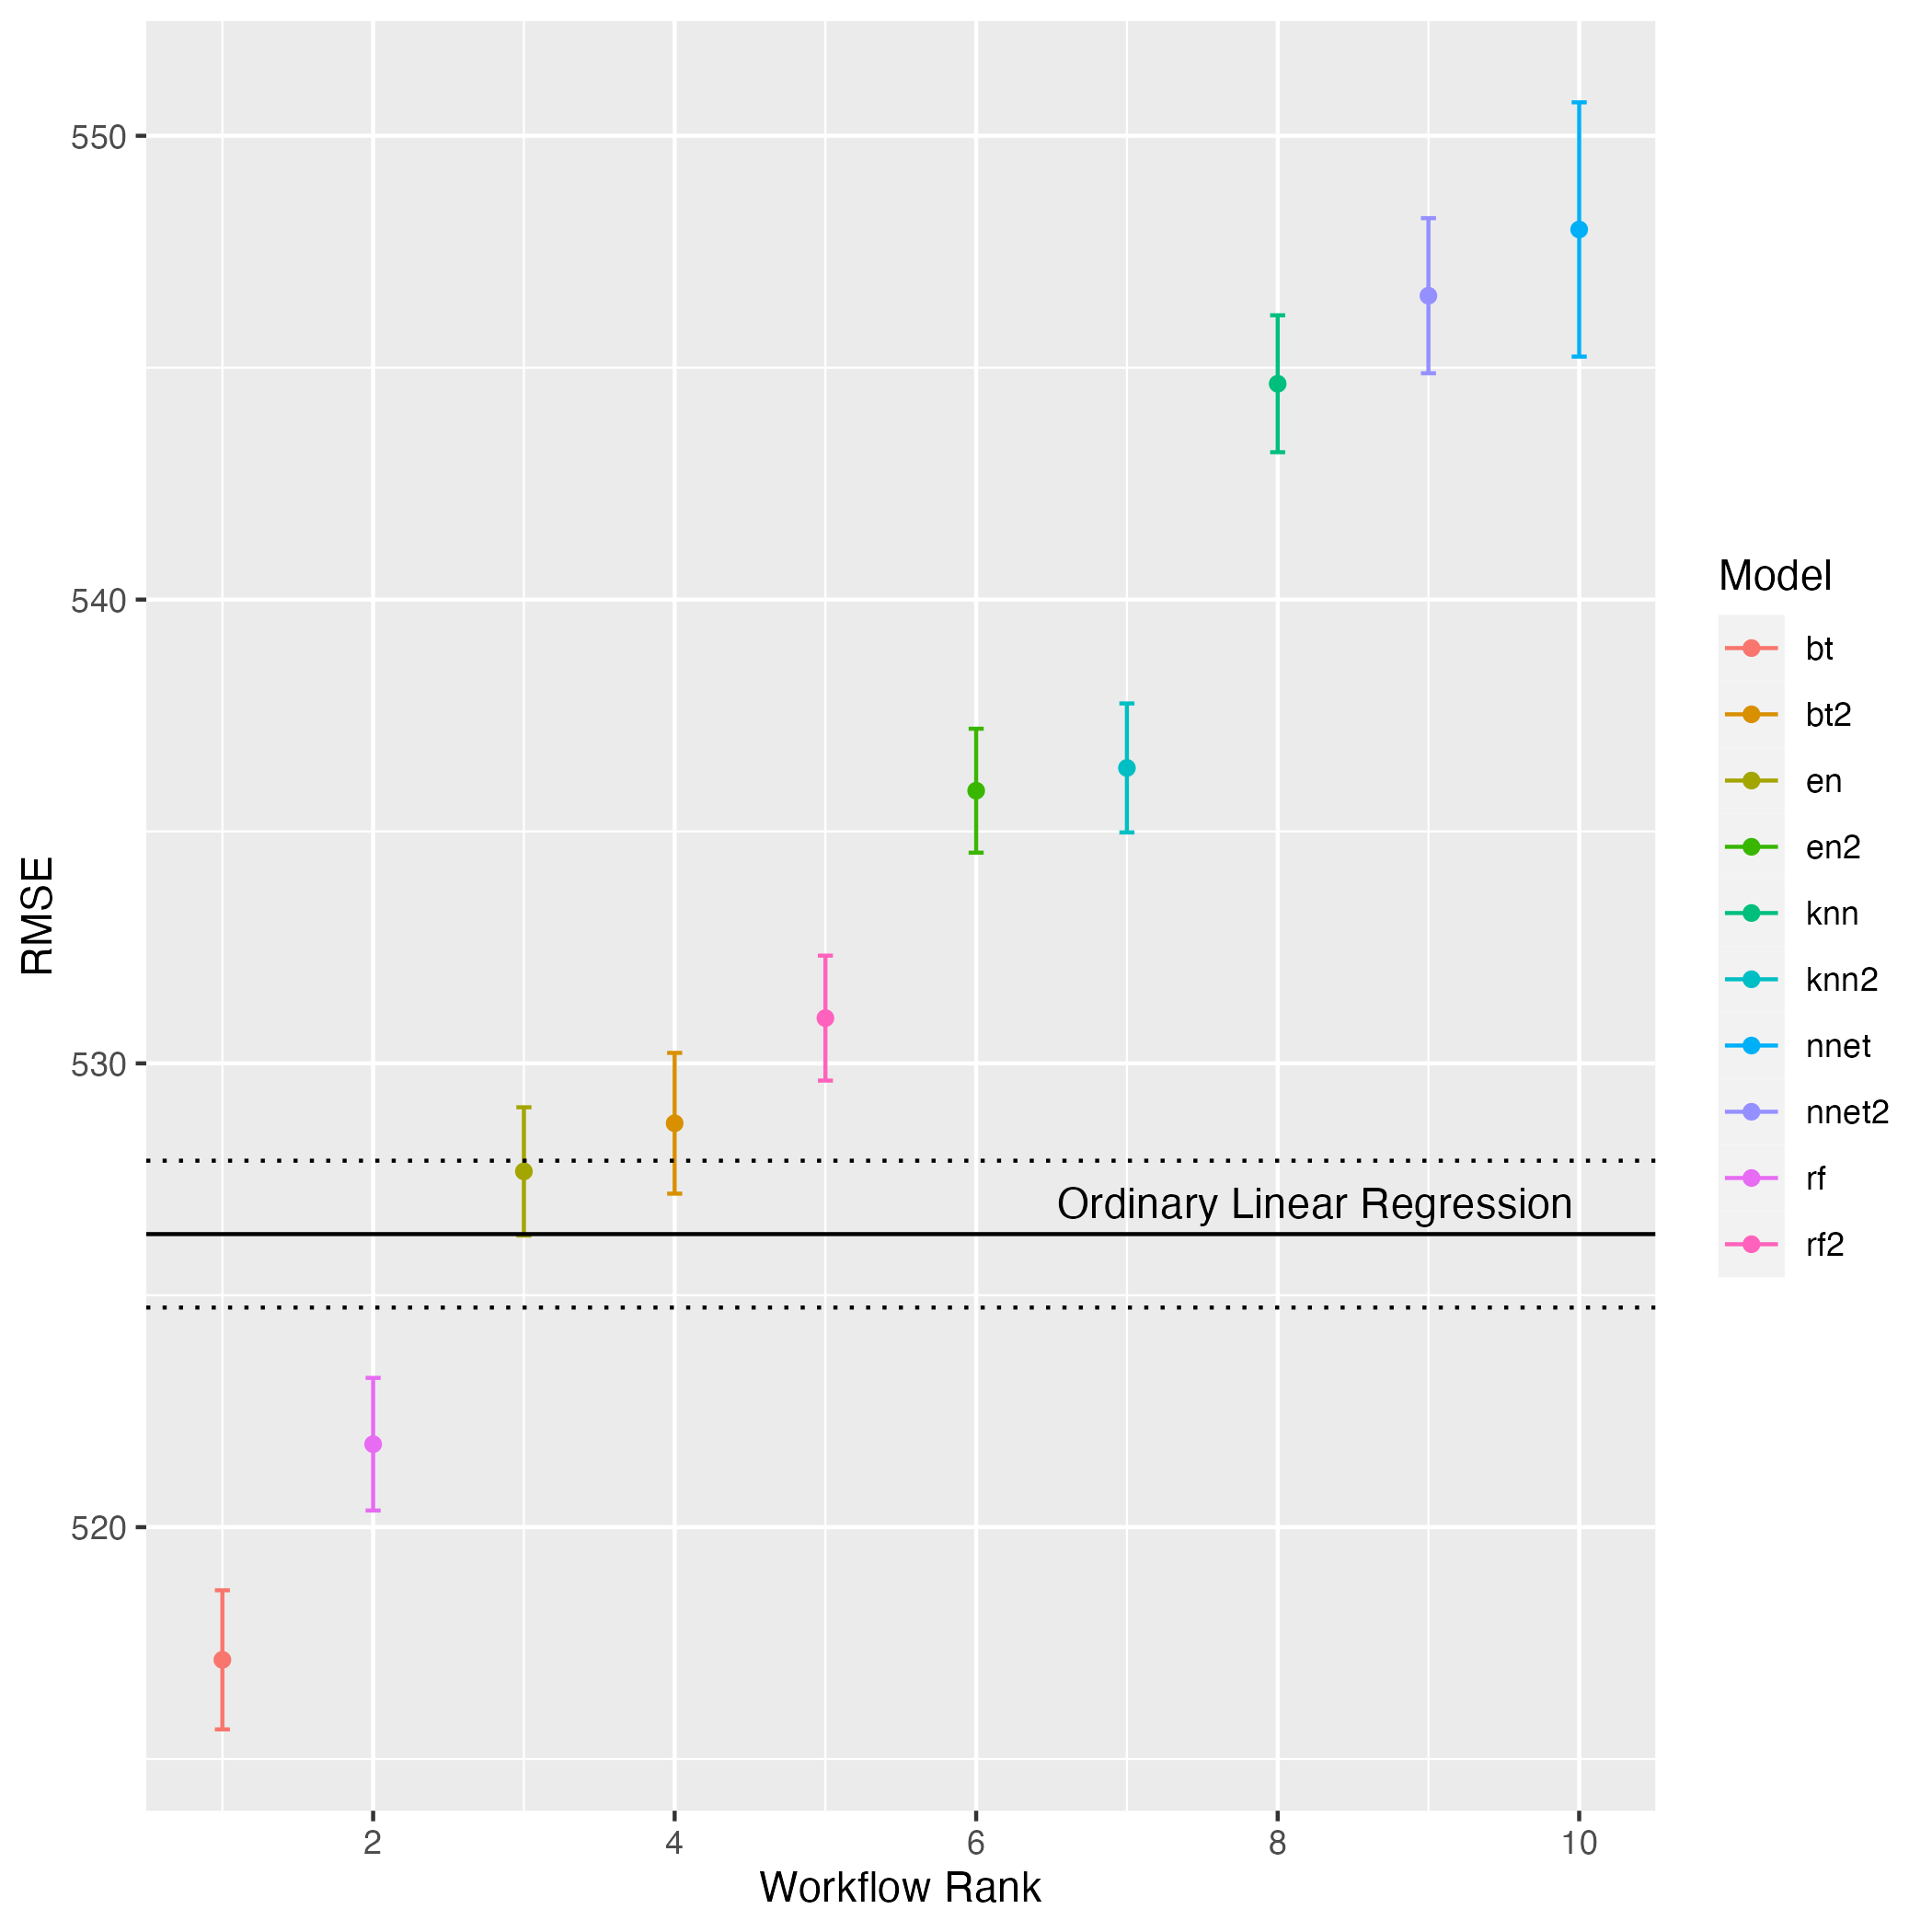 550
540
530
520
RMSE
Ordinary Linear Regression
2 4 6 8 10
Workflow Rank
Model
bt
bt2
en
en2
knn
knn2
nnet
nnet2
rf
rf2